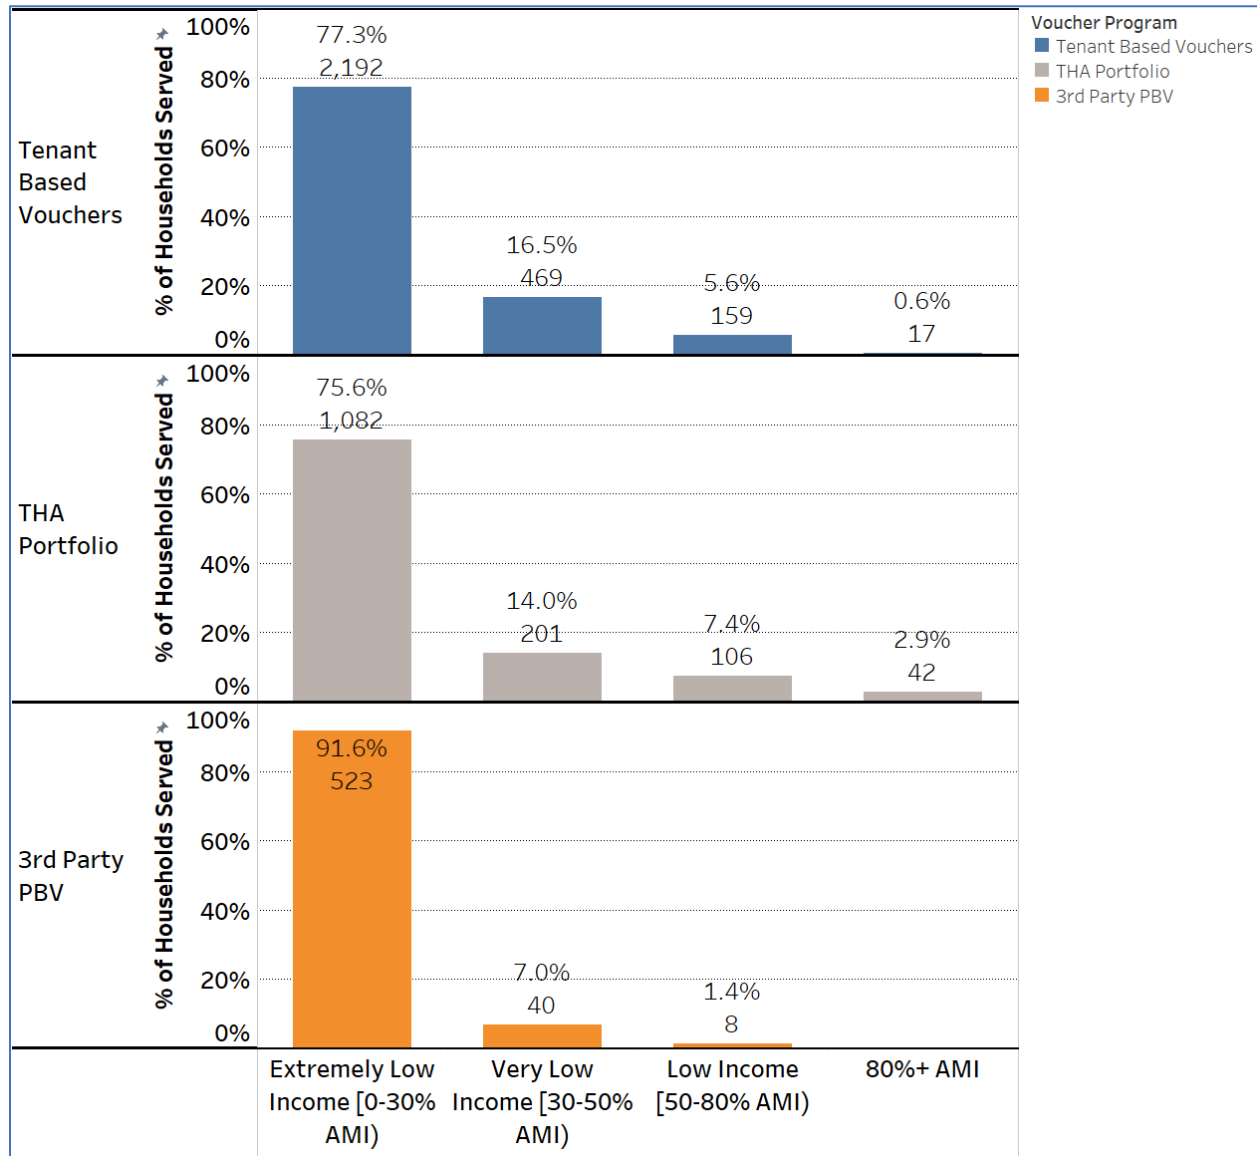 Voucher Program
Tenant Based Vouchers
THA Portfolio
3rd Party PBV
Tenant
Based
Vouchers
% of Households Served
100%
80%
60%
40%
20%
0%
77.3%
2,192
16.5%
469
5.6%
159
0.6%
17
THA
Portfolio
% of Households Served
100%
80%
60%
40%
20%
0%
75.6%
1,082
14.0%
201
7.4%
106
2.9%
42
3rd Party
PBV
% of Households Served
100%
80%
60%
40%
20%
0%
91.6%
523
7.0%
40
1.4%
8
Extremely Low
Income [0-30%
AMI)
Very Low
Income [30-50%
AMI)
Low Income
[50-80% AMI)
80%+ AMI